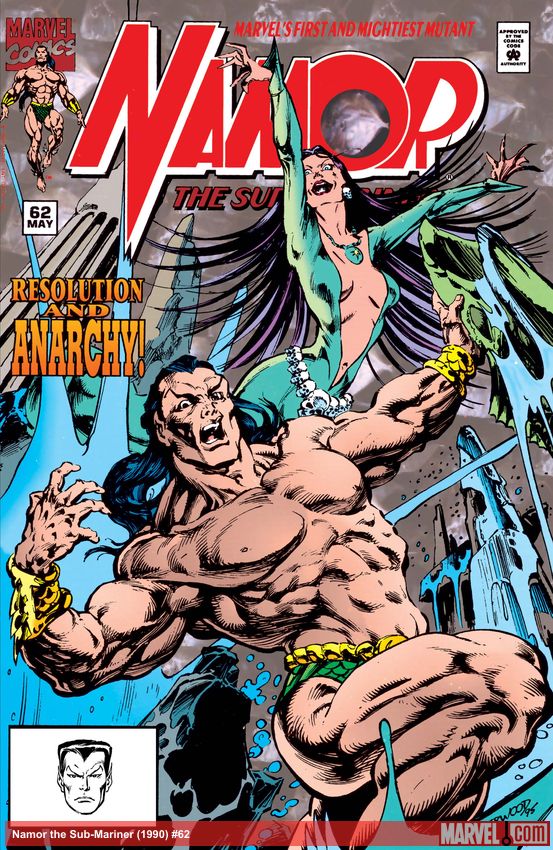 MARVEL
COMICS
MARVEL'S FIRST AND MIGHTIEST MUTANT
APPROVED
BY THE
COMICS
CODE
AUTHORITY
NAMOR
THE SUB
62
MAY
RESOLUTION
AND
ANARCHY!
Namor the Sub-Mariner (1990) #62
MARVEL.COM